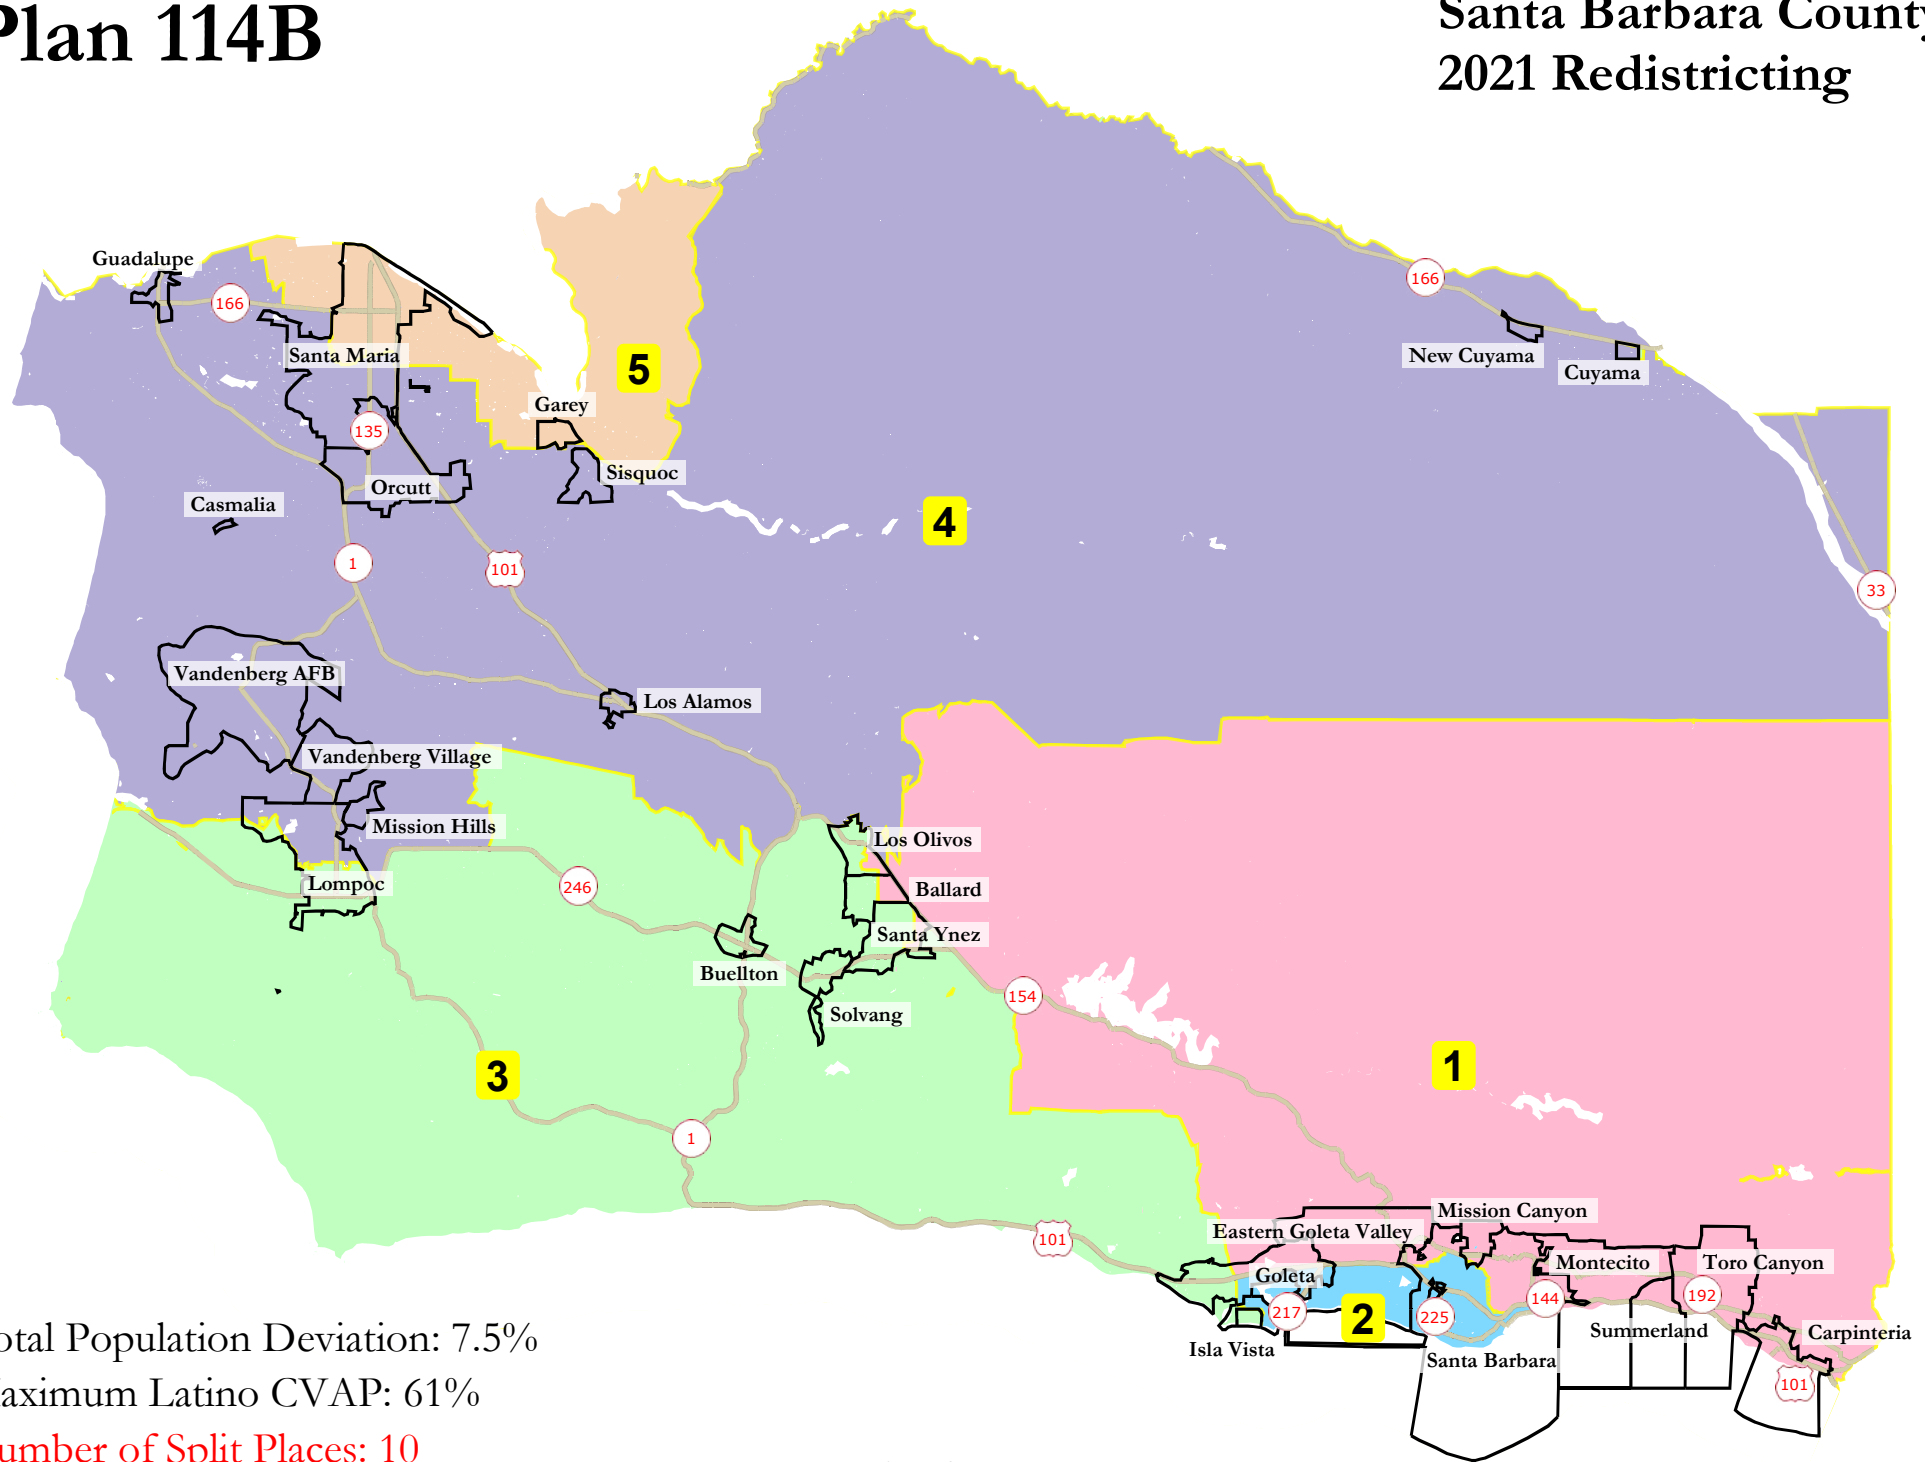 Plan 114B
Santa Barbara County
2021 Redistricting
Guadalupe
166
Santa Maria
5
166
New Cuyama
Cuyama
Garey
135
Sisquoc
Orcutt
Casmalia
4
1
101
33
Vandenberg AFB
Los Alamos
Vandenberg Village
Mission Hills
Los Olivos
Lompoc
246
Ballard
Santa Ynez
Buellton
154
Solvang
3
1
1
101
Mission Canyon
Eastern Goleta Valley
Montecito
Toro Canyon
Goleta
217
2
225
144
192
Summerland
Carpinteria
Isla Vista
Santa Barbara
101
otal Population Deviation: 7.5%
aximum Latino CVAP: 61%
umber of Split Places: 10